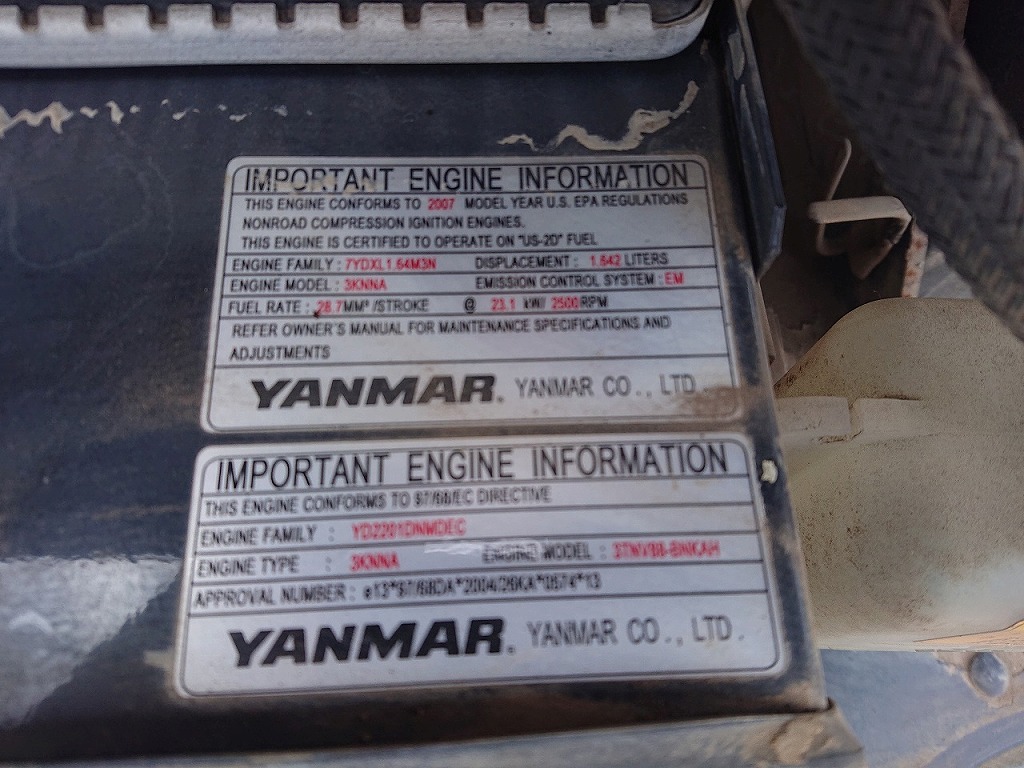 IMPORTANT ENGINE INFORMATION
THIS ENGINE CONFORMS TO 2007 MODEL YEAR U.S. EPA REGULATIONS
NONROAD COMPRESSION IGNITION ENGINES.
THIS ENGINE IS CERTIFIED TO OPERATE ON "US-2D" FUEL
ENGINE FAMILY : 7YDXL1.64M3N DISPLACEMENT : 1.642 LITERS
ENGINE MODEL : 3KNNA EMISSION CONTROL SYSTEM : EM
FUEL RATE : 28.7 MM³ /STROKE @ 23.1 kW/ 2500 RPM
REFER OWNER'S MANUAL FOR MAINTENANCE SPECIFICATIONS AND
ADJUSTMENTS
YANMAR. YANMAR CO., LTD.
IMPORTANT ENGINE INFORMATION
THIS ENGINE CONFORMS TO 97/68/EC DIRECTIVE
ENGINE FAMILY :
ENGINE TYPE : 3KNNA ENGINE MODEL : 3TNV88-BNKAH
APPROVAL NUMBER :
YANMAR. YANMAR CO., LTD.